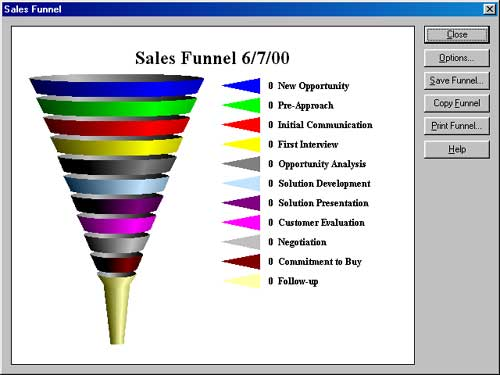 Sales Funnel
Sales Funnel 6/7/00
0 New Opportunity
0 Pre-Approach
0 Initial Communication
0 First Interview
0 Opportunity Analysis
0 Solution Development
0 Solution Presentation
0 Customer Evaluation
0 Negotiation
0 Commitment to Buy
0 Follow-up
Close
Options...
Save Funnel...
Copy Funnel
Print Funnel...
Help